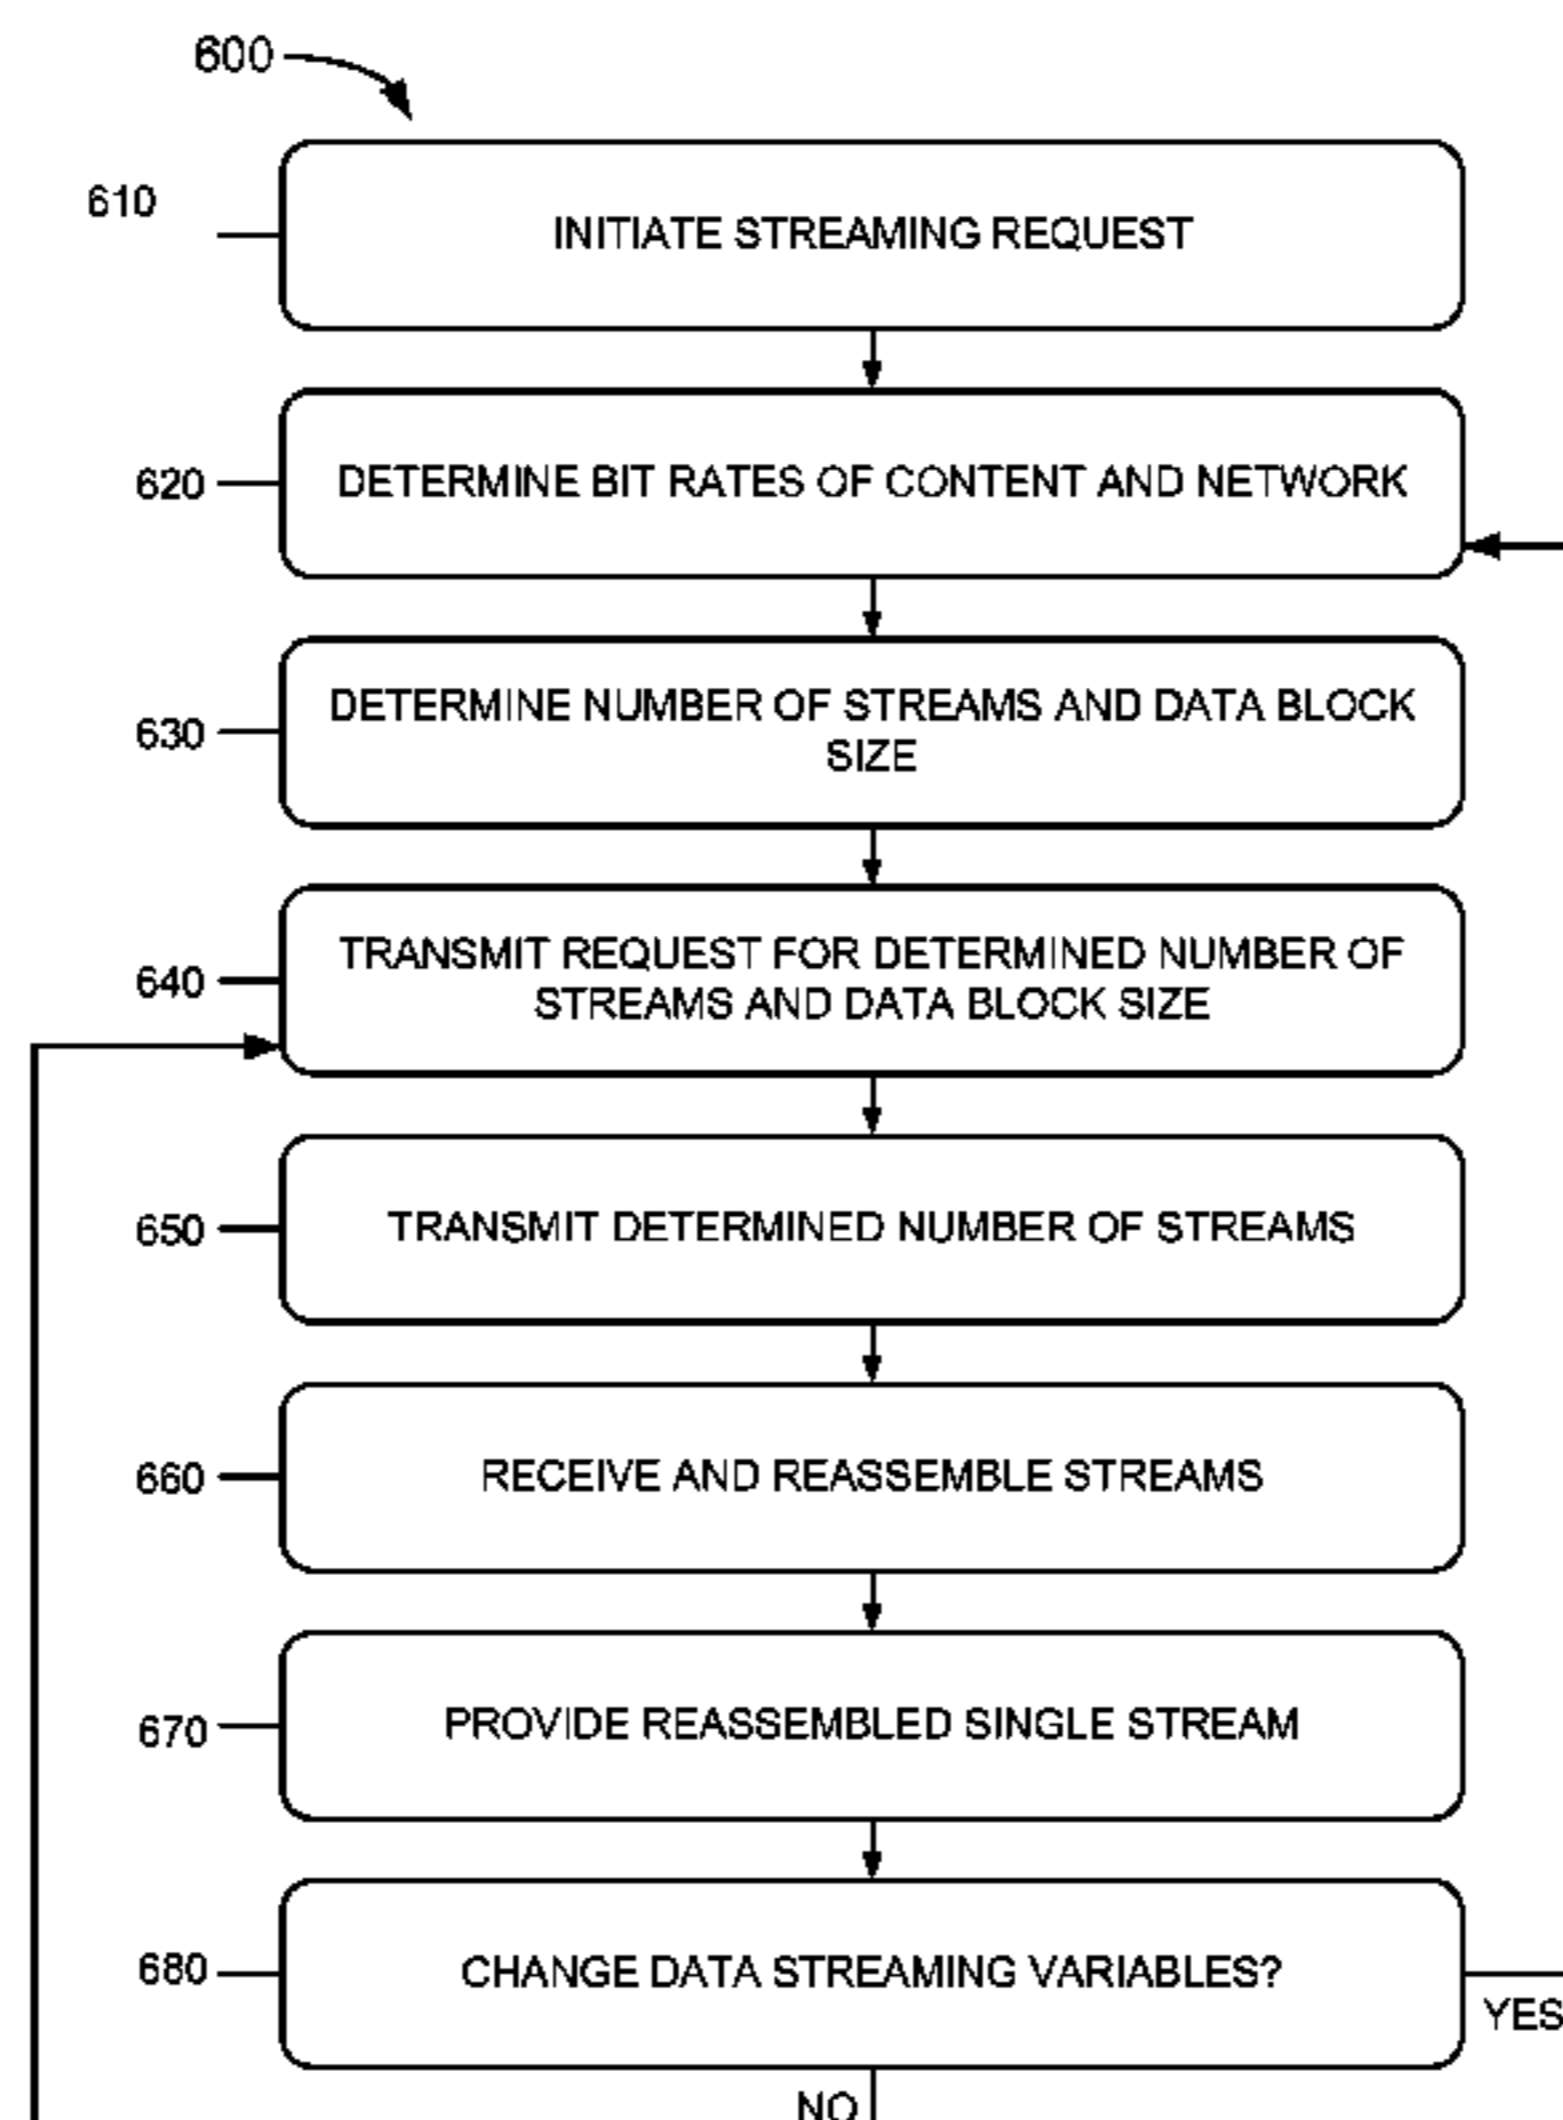 600
610
INITIATE STREAMING REQUEST
620
DETERMINE BIT RATES OF CONTENT AND NETWORK
630
DETERMINE NUMBER OF STREAMS AND DATA BLOCK
SIZE
640
TRANSMIT REQUEST FOR DETERMINED NUMBER OF
STREAMS AND DATA BLOCK SIZE
650
TRANSMIT DETERMINED NUMBER OF STREAMS
660
RECEIVE AND REASSEMBLE STREAMS
670
PROVIDE REASSEMBLED SINGLE STREAM
680
CHANGE DATA STREAMING VARIABLES?
YES
NO